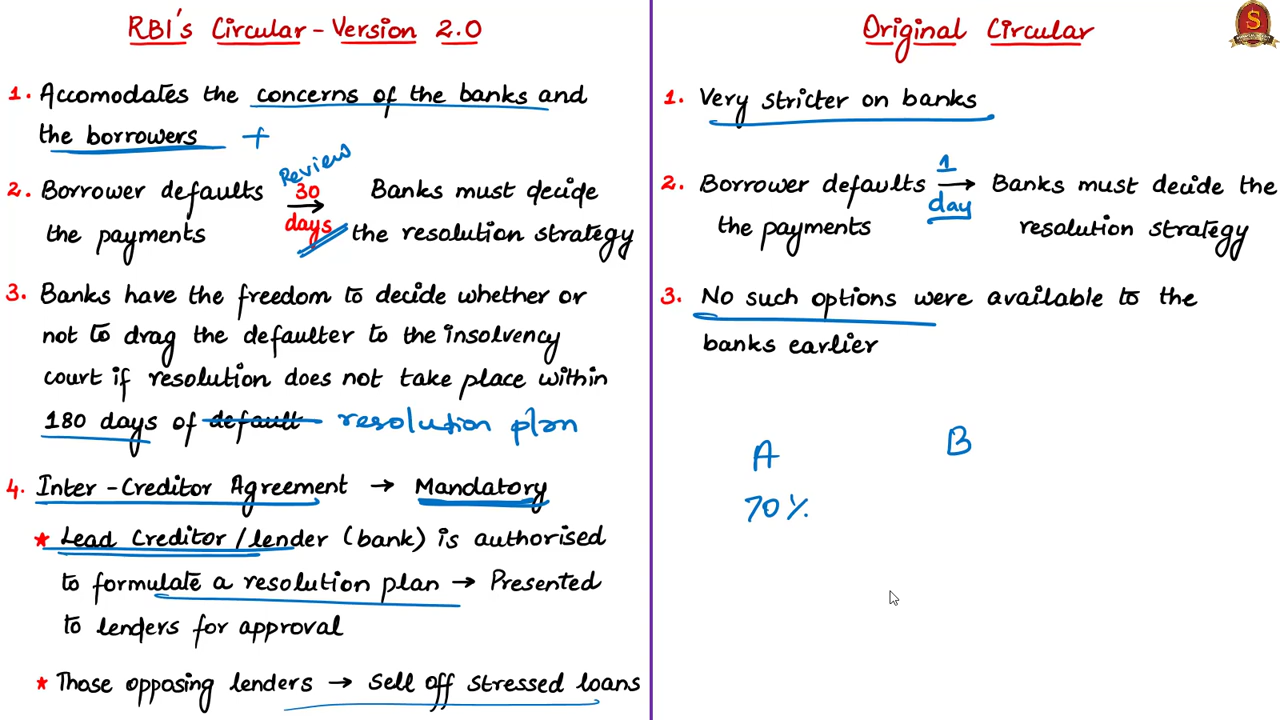 RBI's Circular - Version 2.0
1. Accomodates the concerns of the banks and
the borrowers +
2. Borrower defaults Review 30 Banks must decide
the payments days the resolution strategy
3. Banks have the freedom to decide whether or
not to drag the defaulter to the insolvency
court if resolution does not take place within
180 days of default resolution plan
4. Inter-Creditor Agreement → Mandatory
* Lead Creditor/lender (bank) is authorised
to formulate a resolution plan → Presented
to lenders for approval
* Those opposing lenders → Sell off stressed loans
Original Circular
1. Very stricter on banks
2. Borrower defaults 1 → Banks must decide the
the payments day resolution strategy
3. No such options were available to the
banks earlier
A B
70%
S